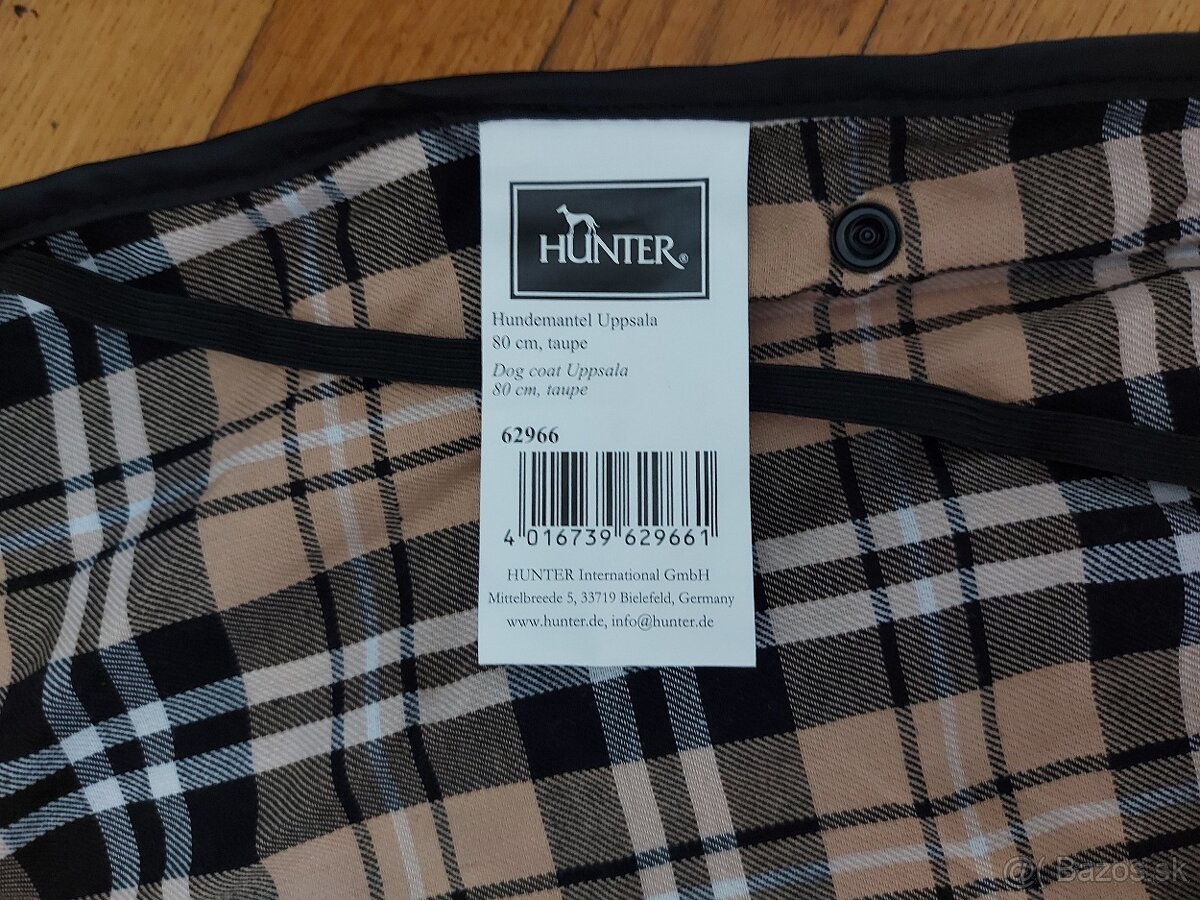 HUNTER®
Hundemantel Uppsala
80 cm, taupe
Dog coat Uppsala
80 cm, taupe
62966
4 016739 629661
HUNTER International GmbH
Mittelbreede 5, 33719 Bielefeld, Germany
www.hunter.de, info@hunter.de
Bazos.sk